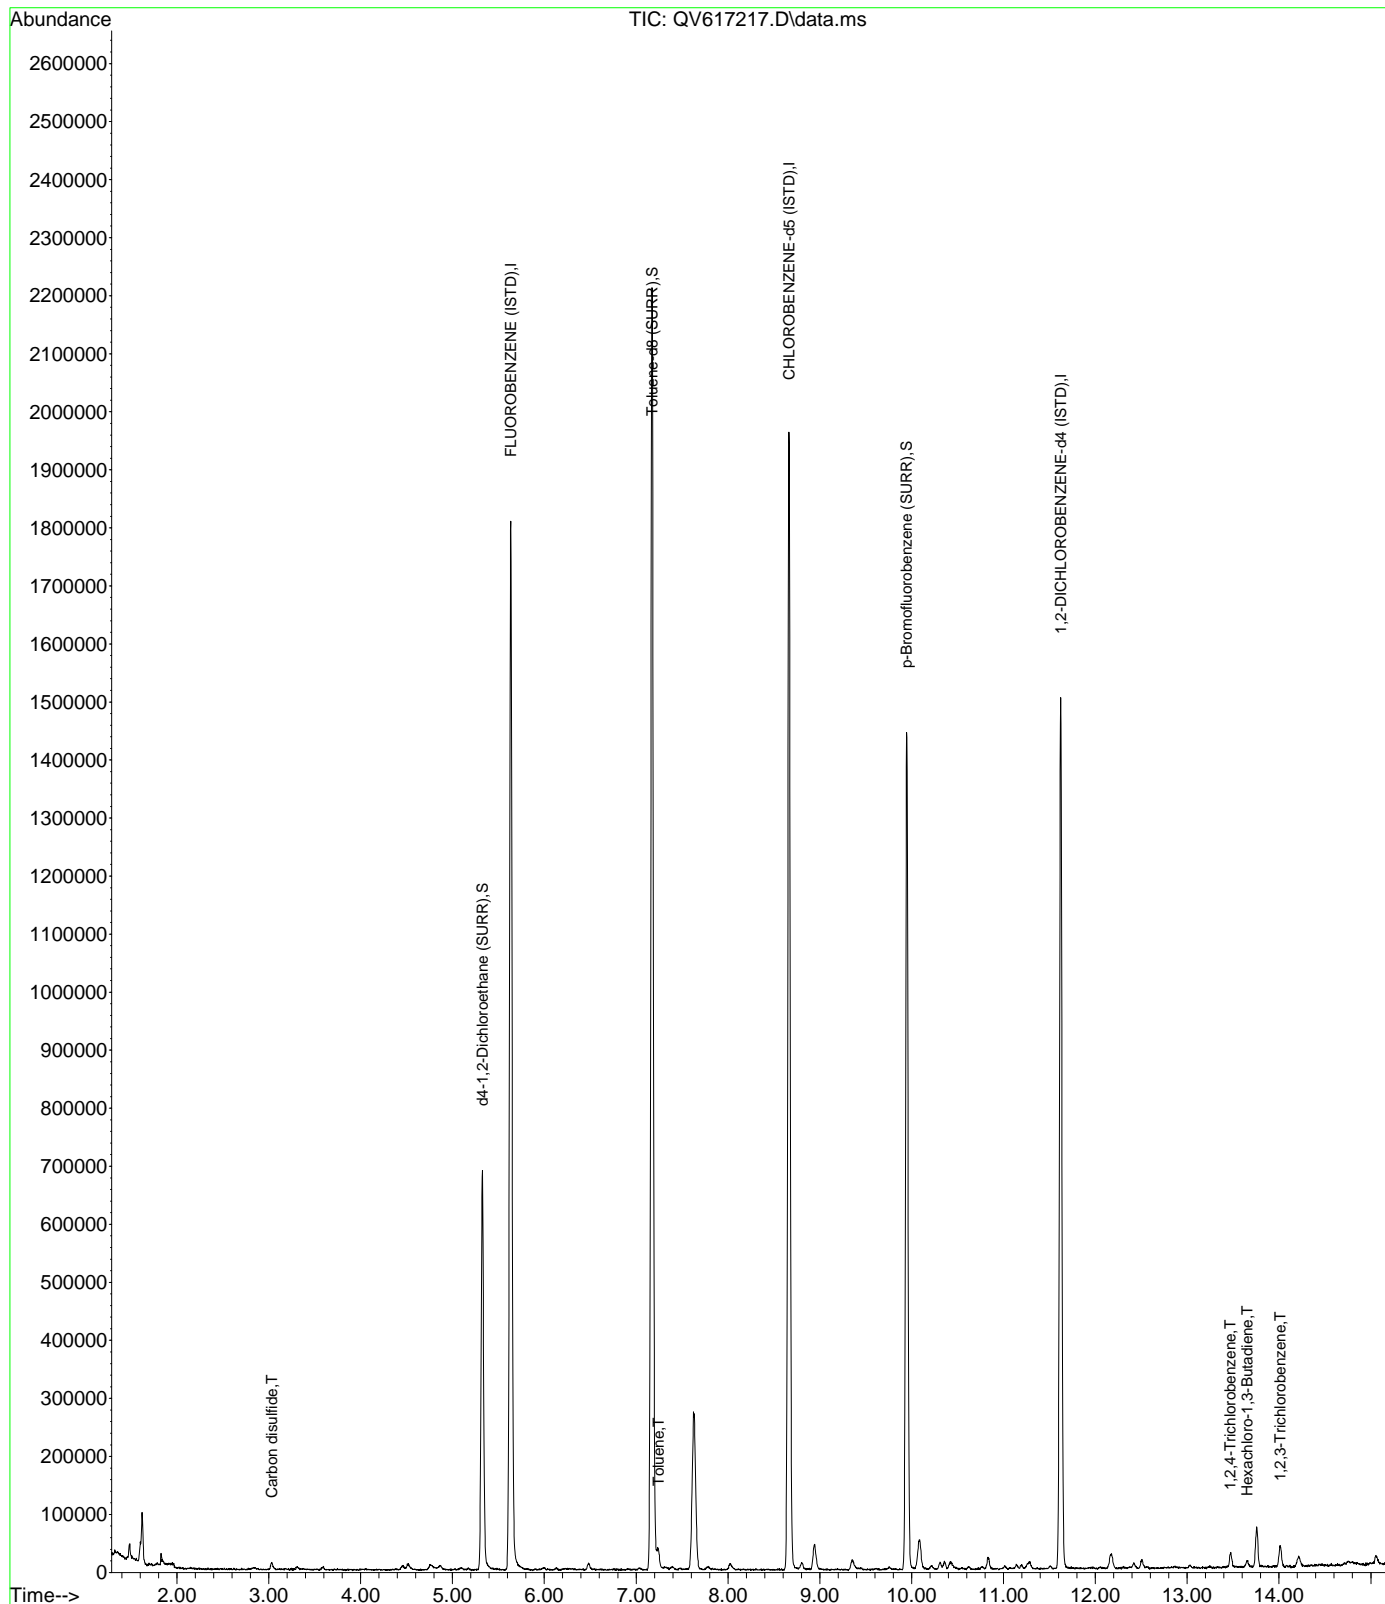 Abundance
TIC: QV617217.D\data.ms
2600000
2500000
2400000
2300000
2200000
2100000
2000000
1900000
1800000
1700000
1600000
1500000
1400000
1300000
1200000
1100000
1000000
900000
800000
700000
600000
500000
400000
300000
200000
100000
0
Carbon disulfide,T
d4-1,2-Dichloroethane (SURR),S
FLUOROBENZENE (ISTD),I
Toluene-d8 (SURR),S
Toluene,T
CHLOROBENZENE-d5 (ISTD),I
p-Bromofluorobenzene (SURR),S
1,2-DICHLOROBENZENE-d4 (ISTD),I
1,2,4-Trichlorobenzene,T
Hexachloro-1,3-Butadiene,T
1,2,3-Trichlorobenzene,T
Time--> 2.00 3.00 4.00 5.00 6.00 7.00 8.00 9.00 10.00 11.00 12.00 13.00 14.00